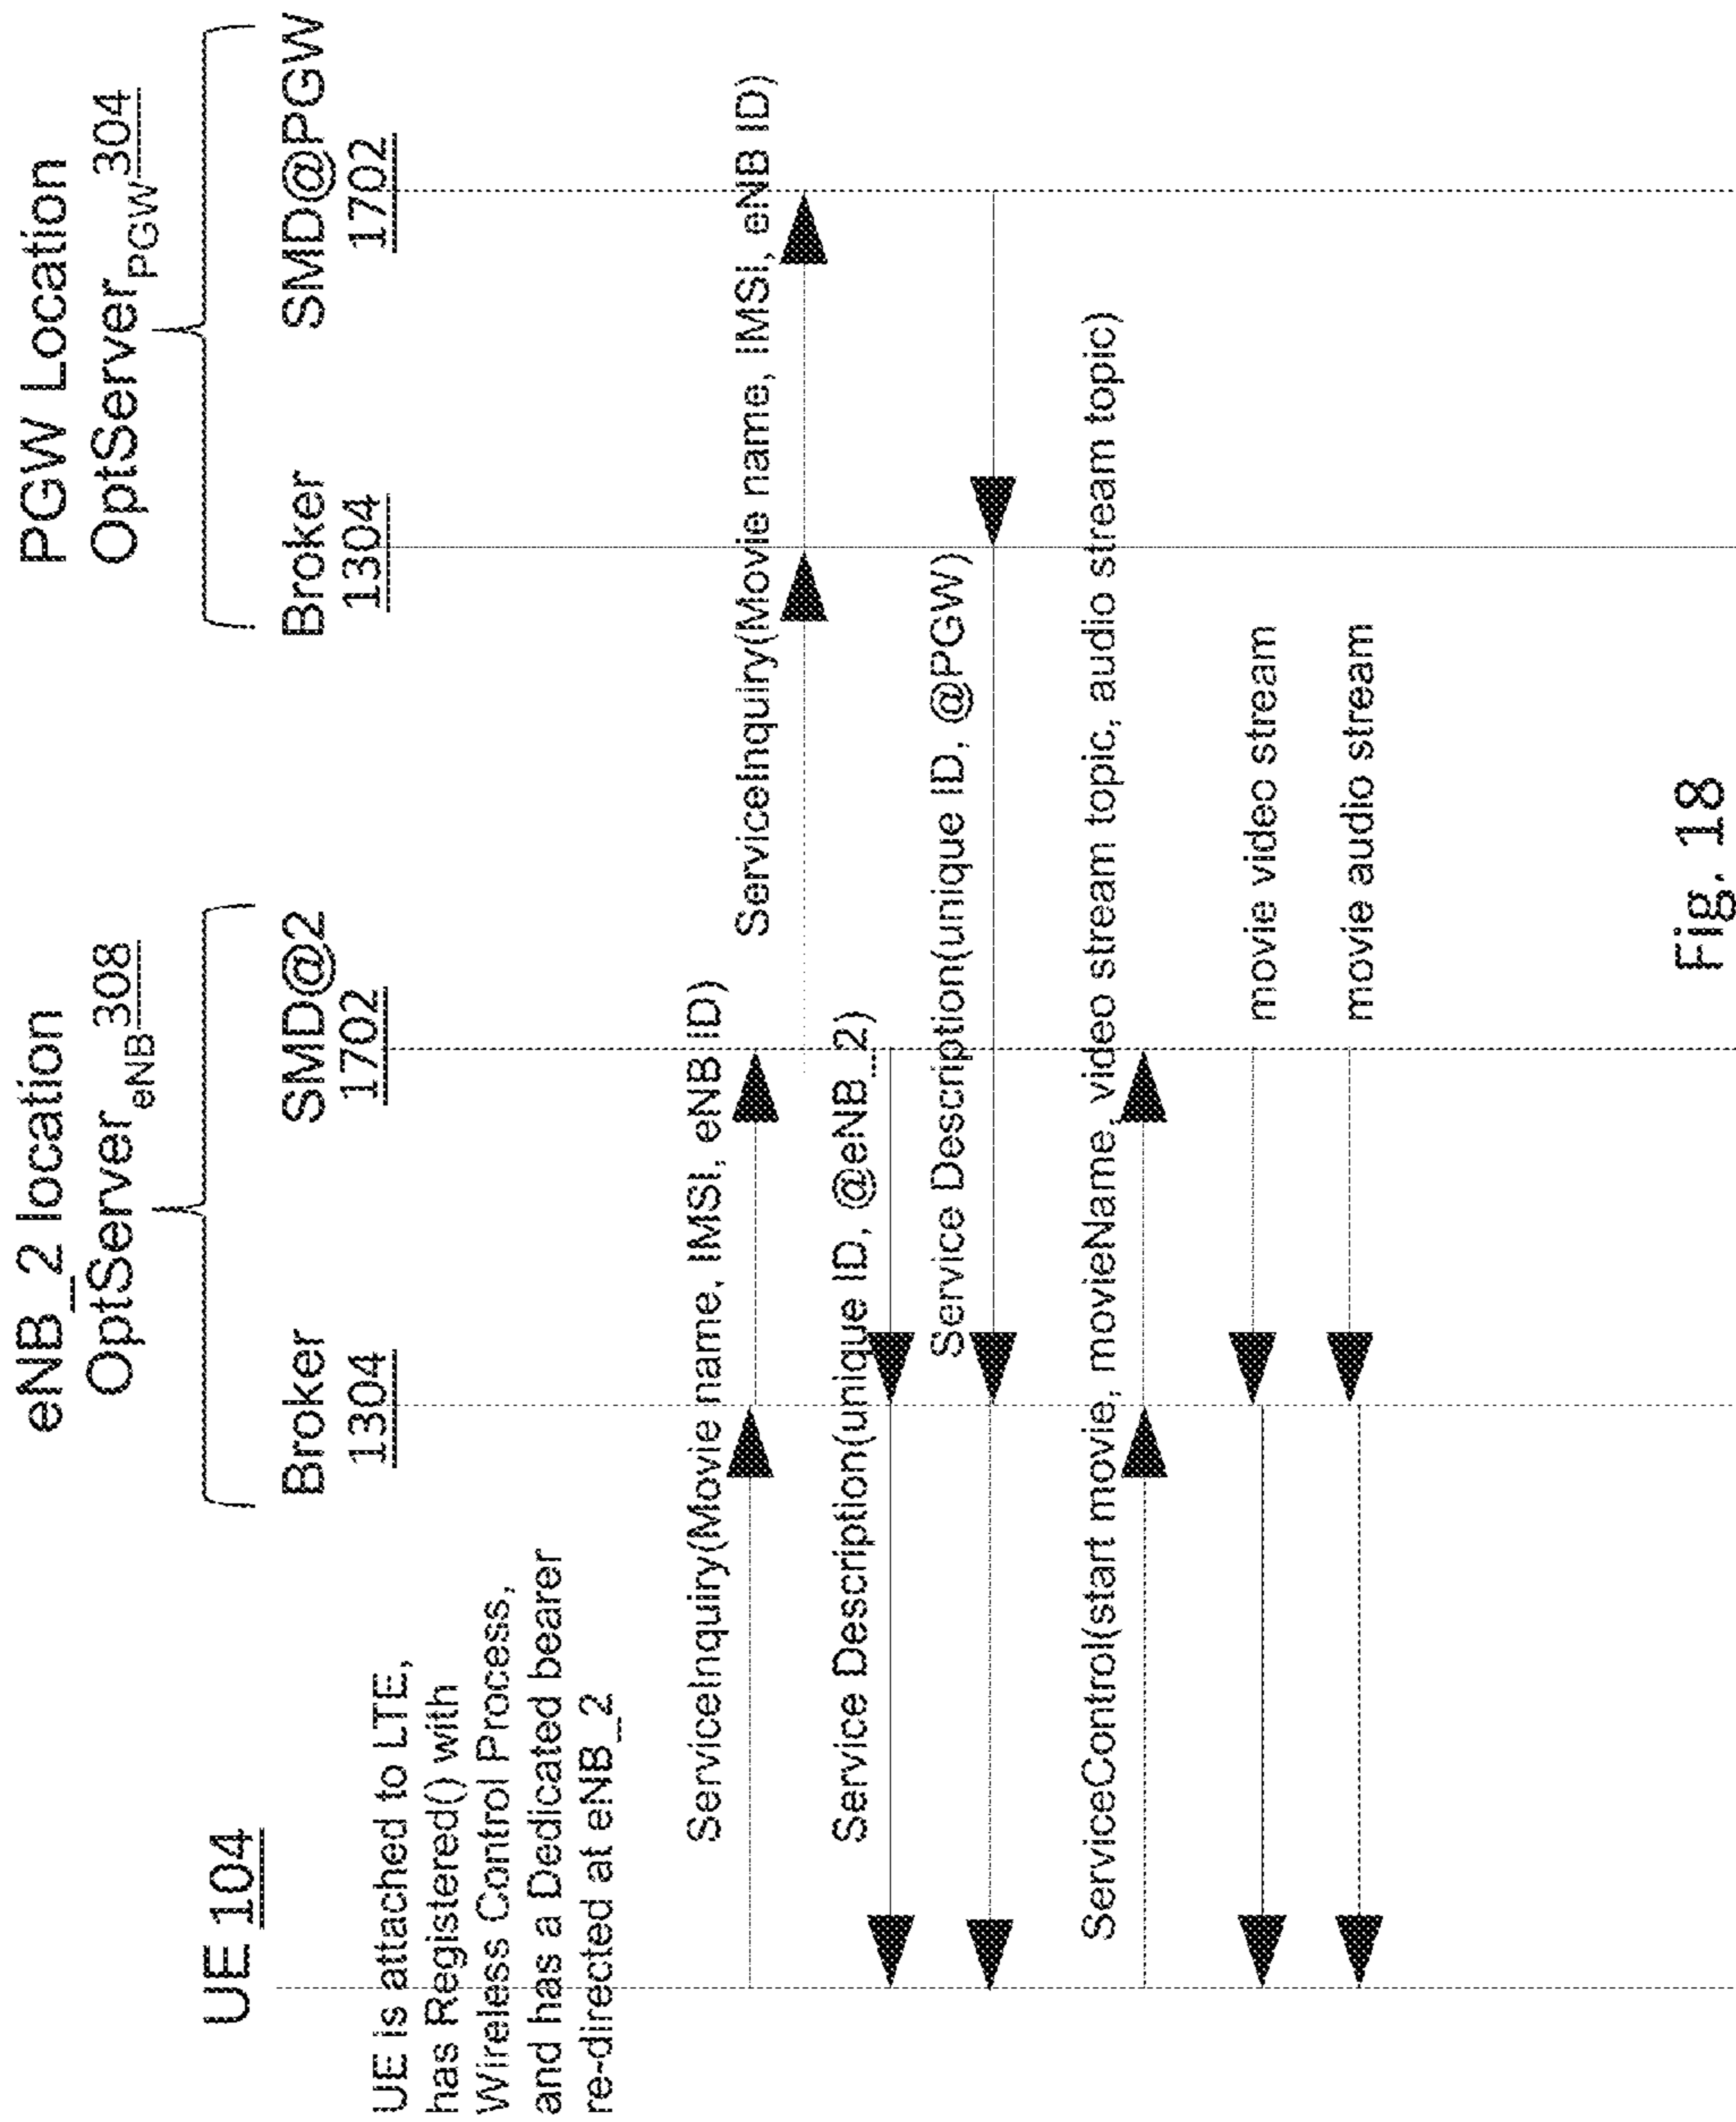 eNB_2 location
OptServer eNB 308
PGW Location
OptServer PGW 304
UE 104
Broker
1304
SMD@2
1702
Broker
1304
SMD@PGW
1702
UE is attached to LTE,
has Registered() with
Wireless Control Process,
and has a Dedicated bearer
re-directed at eNB_2
ServiceInquiry(Movie name, IMSI, eNB ID)
ServiceInquiry(Movie name, IMSI, eNB ID)
Service Description(unique ID, @eNB_2)
Service Description(unique ID, @PGW)
ServiceControl(start movie, movieName, video stream topic, audio stream topic)
movie video stream
movie audio stream
Fig. 18